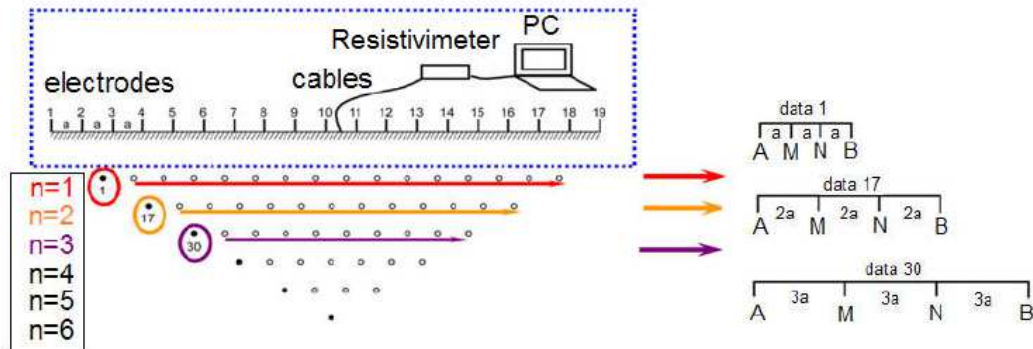 PC
Resistivimeter
electrodes
cables
1 2 3 4 5 6 7 8 9 10 11 12 13 14 15 16 17 18 19
a a a
n=1
1
n=2
17
n=3
30
n=4
n=5
n=6
data 1
a a a
A M N B
data 17
2a 2a 2a
A M N B
data 30
3a 3a 3a
A M N B